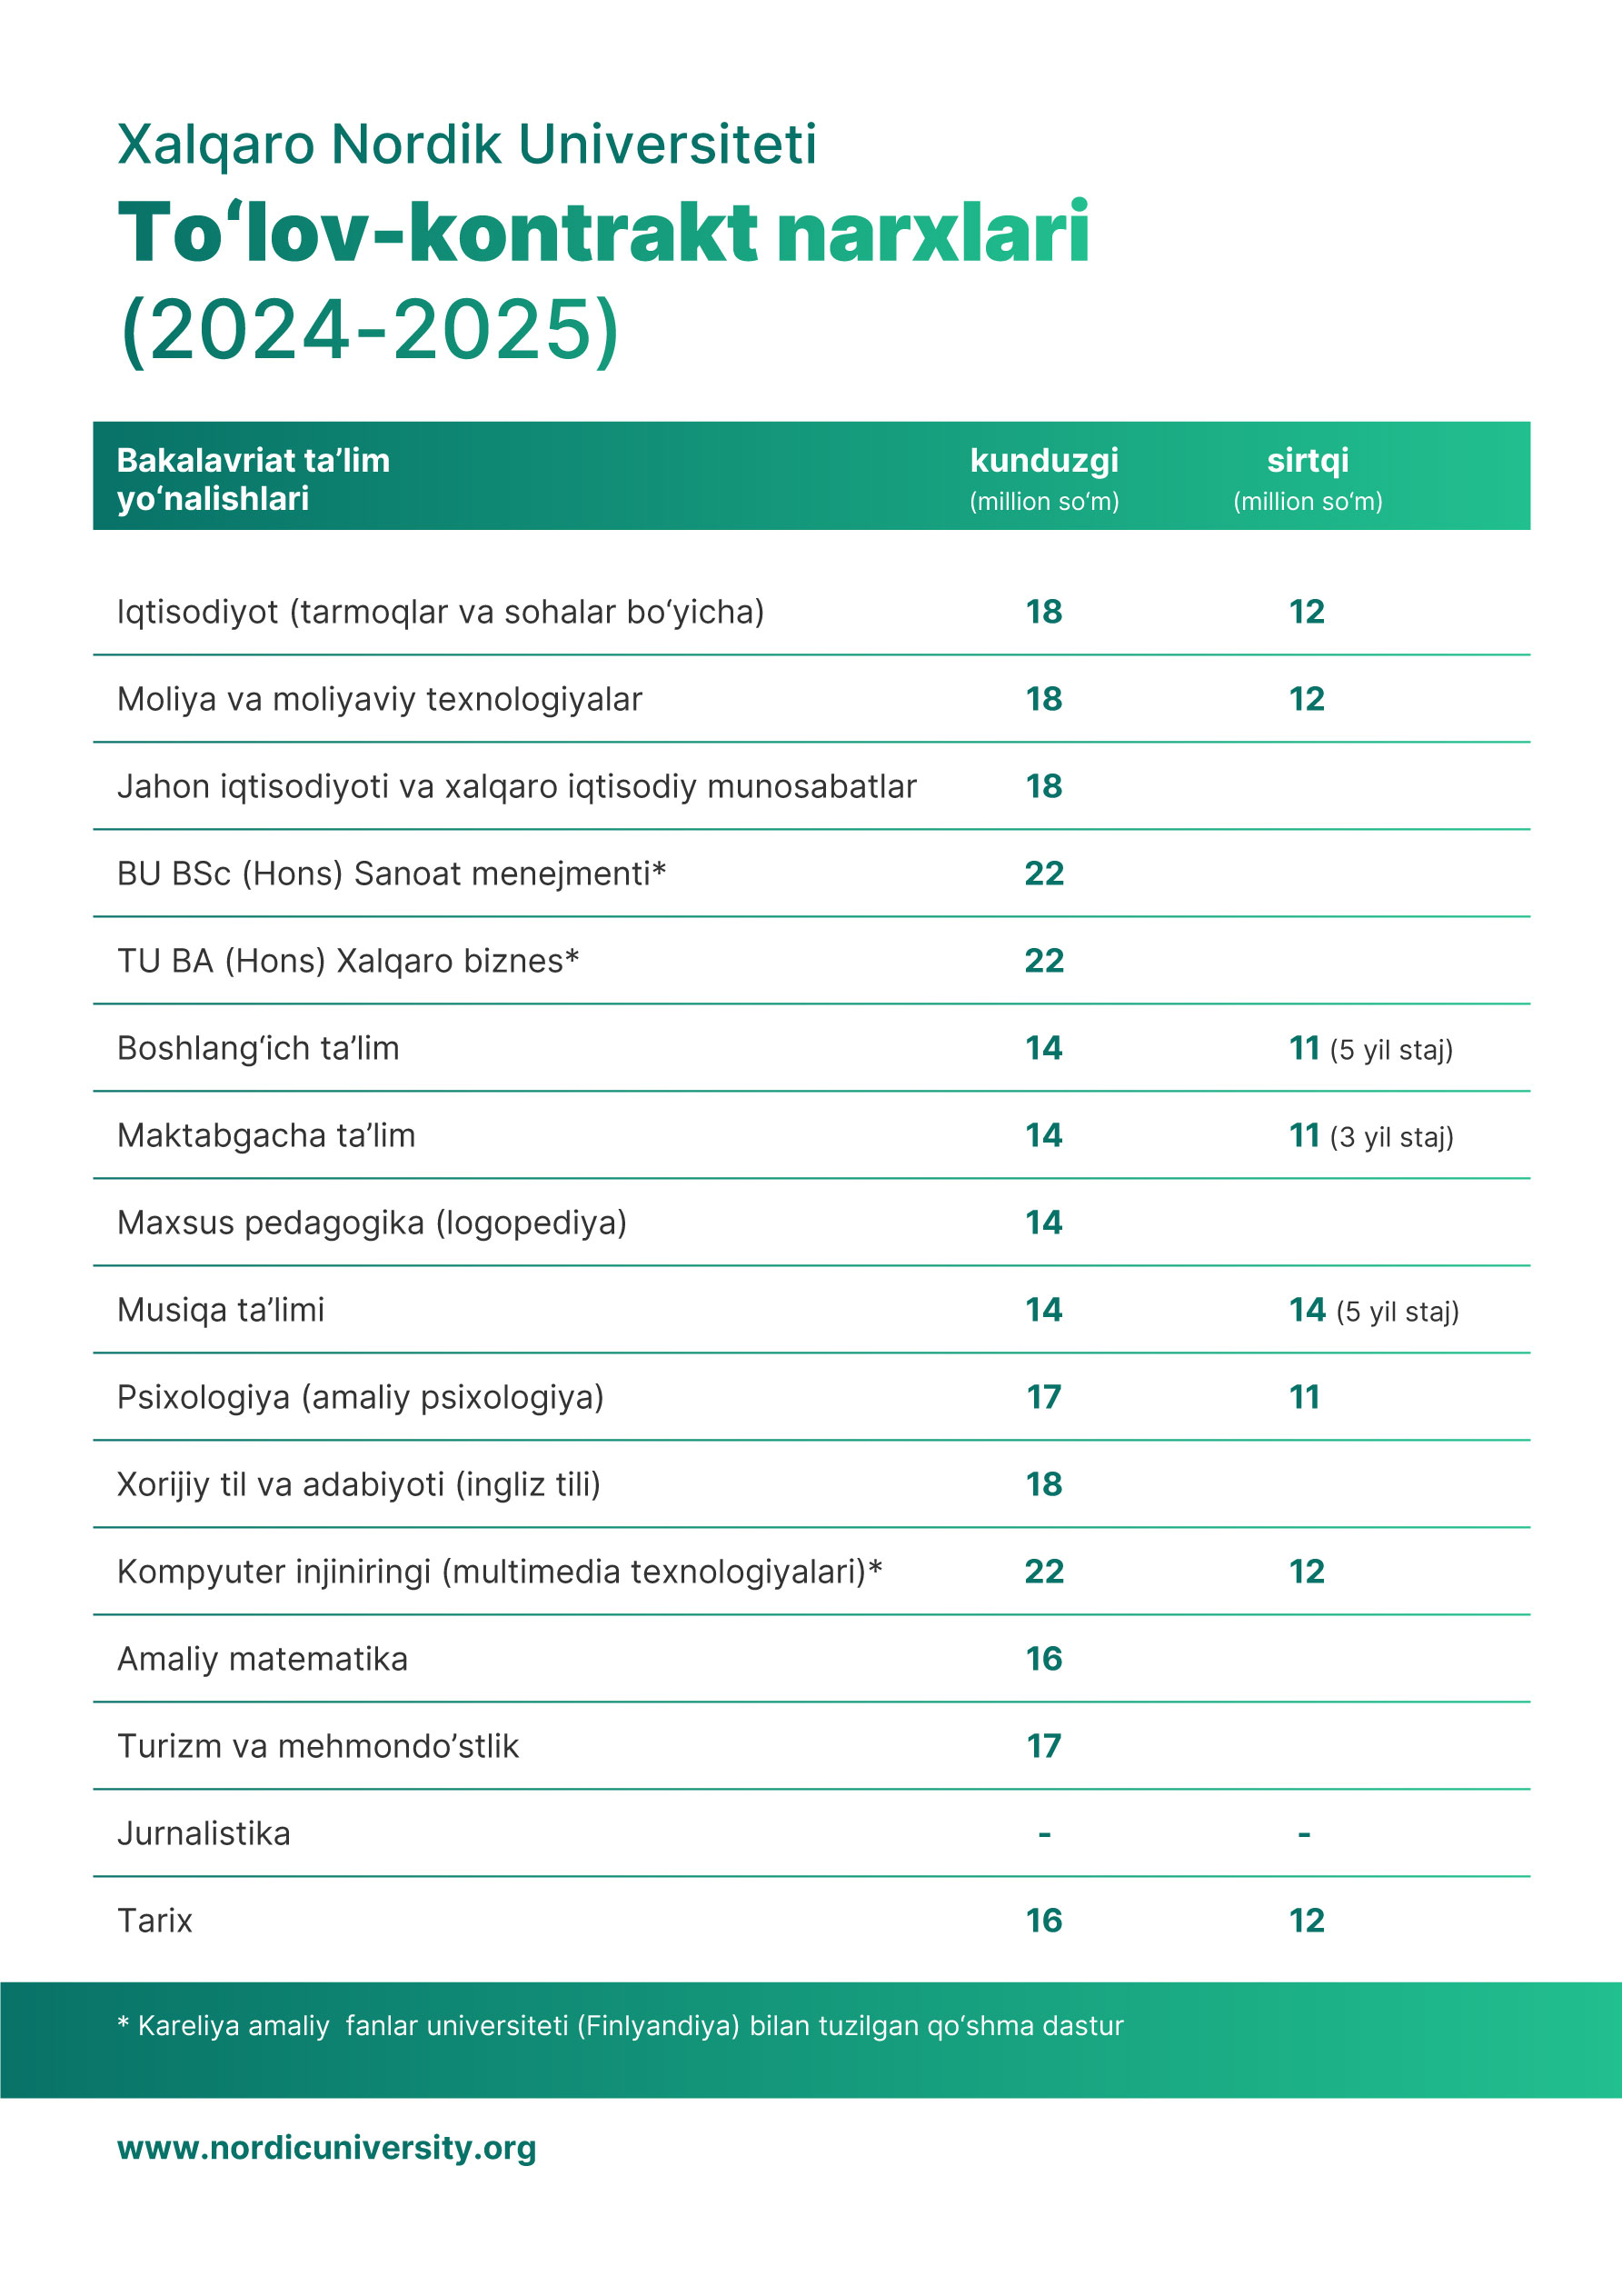 Xalqaro Nordik Universiteti
To‘lov-kontrakt narxlari
(2024-2025)
Bakalavriat ta’lim yo‘nalishlari kunduzgi (million so‘m) sirtqi (million so‘m)
Iqtisodiyot (tarmoqlar va sohalar bo‘yicha) 18 12
Moliya va moliyaviy texnologiyalar 18 12
Jahon iqtisodiyoti va xalqaro iqtisodiy munosabatlar 18
BU BSc (Hons) Sanoat menejmenti* 22
TU BA (Hons) Xalqaro biznes* 22
Boshlang‘ich ta’lim 14 11 (5 yil staj)
Maktabgacha ta’lim 14 11 (3 yil staj)
Maxsus pedagogika (logopediya) 14
Musiqa ta’limi 14 14 (5 yil staj)
Psixologiya (amaliy psixologiya) 17 11
Xorijiy til va adabiyoti (ingliz tili) 18
Kompyuter injiniringi (multimedia texnologiyalari)* 22 12
Amaliy matematika 16
Turizm va mehmondo’stlik 17
Jurnalistika - -
Tarix 16 12
* Kareliya amaliy fanlar universiteti (Finlyandiya) bilan tuzilgan qo‘shma dastur
www.nordicuniversity.org